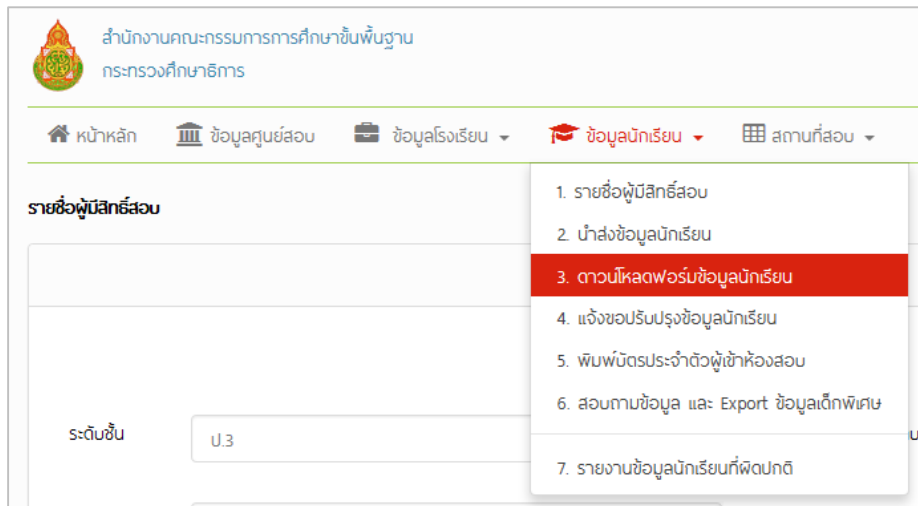 สำนักงานคณะกรรมการการศึกษาขั้นพื้นฐาน
กระทรวงศึกษาธิการ
หน้าหลัก ข้อมูลศูนย์สอบ ข้อมูลโรงเรียน ข้อมูลนักเรียน สถานที่สอบ
รายชื่อผู้มีสิทธิ์สอบ
1. รายชื่อผู้มีสิทธิ์สอบ
2. นำส่งข้อมูลนักเรียน
3. ดาวน์โหลดฟอร์มข้อมูลนักเรียน
4. แจ้งขอปรับปรุงข้อมูลนักเรียน
5. พิมพ์บัตรประจำตัวผู้เข้าห้องสอบ
6. สอบถามข้อมูล และ Export ข้อมูลเด็กพิเศษ
7. รายงานข้อมูลนักเรียนที่ผิดปกติ
ระดับชั้น ป.3